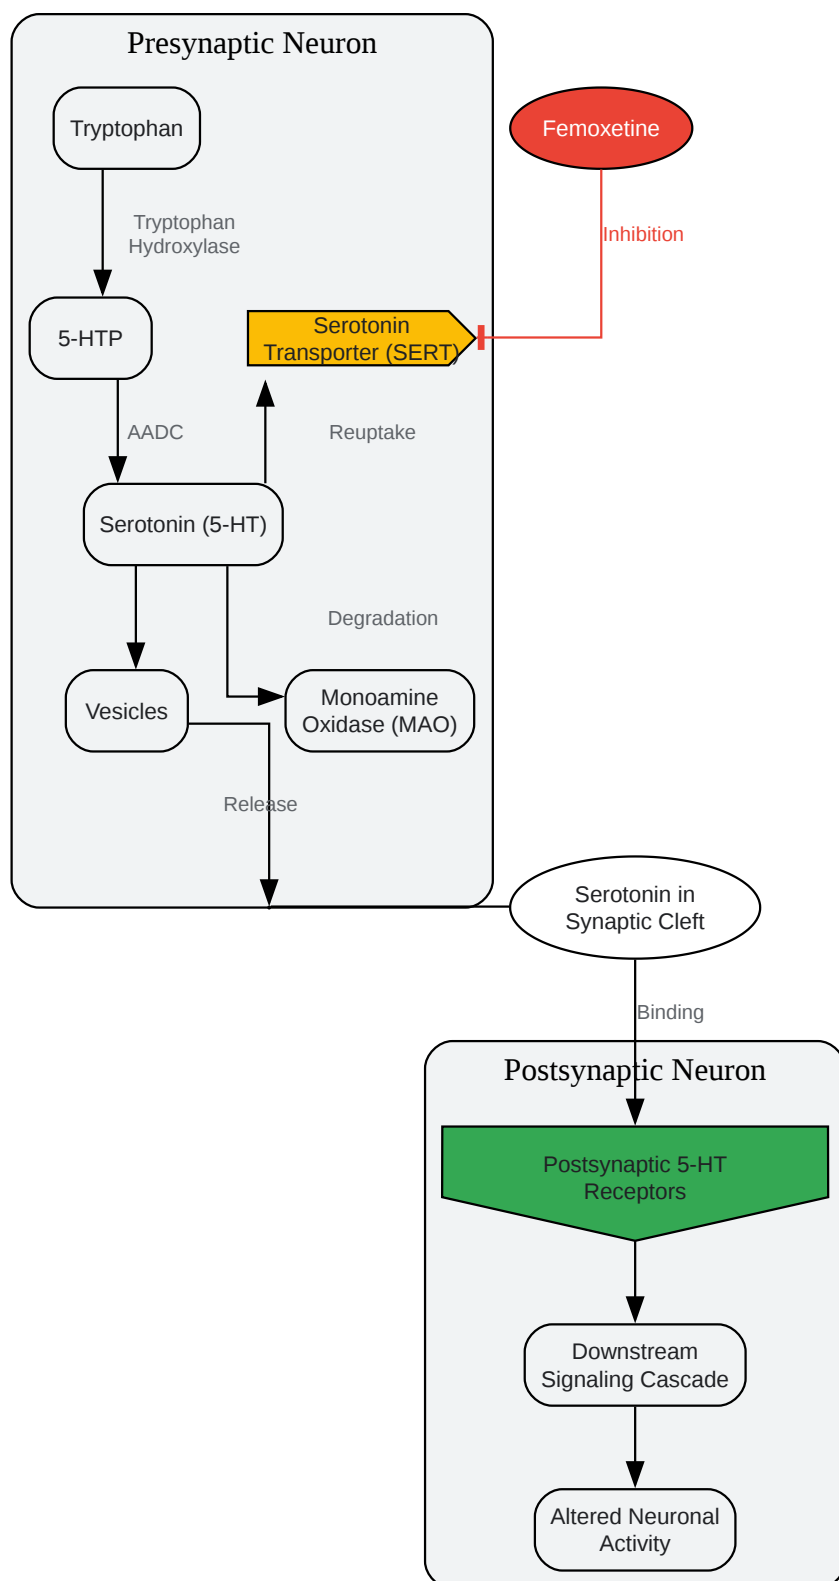 Presynaptic Neuron
Tryptophan
Femoxetine
Tryptophan
Hydroxylase
Inhibition
5-HTP
Serotonin
Transporter (SERT)
AADC
Reuptake
Serotonin (5-HT)
Degradation
Vesicles
Monoamine
Oxidase (MAO)
Release
Serotonin in
Synaptic Cleft
Binding
Postsynaptic Neuron
Postsynaptic 5-HT
Receptors
Downstream
Signaling Cascade
Altered Neuronal
Activity